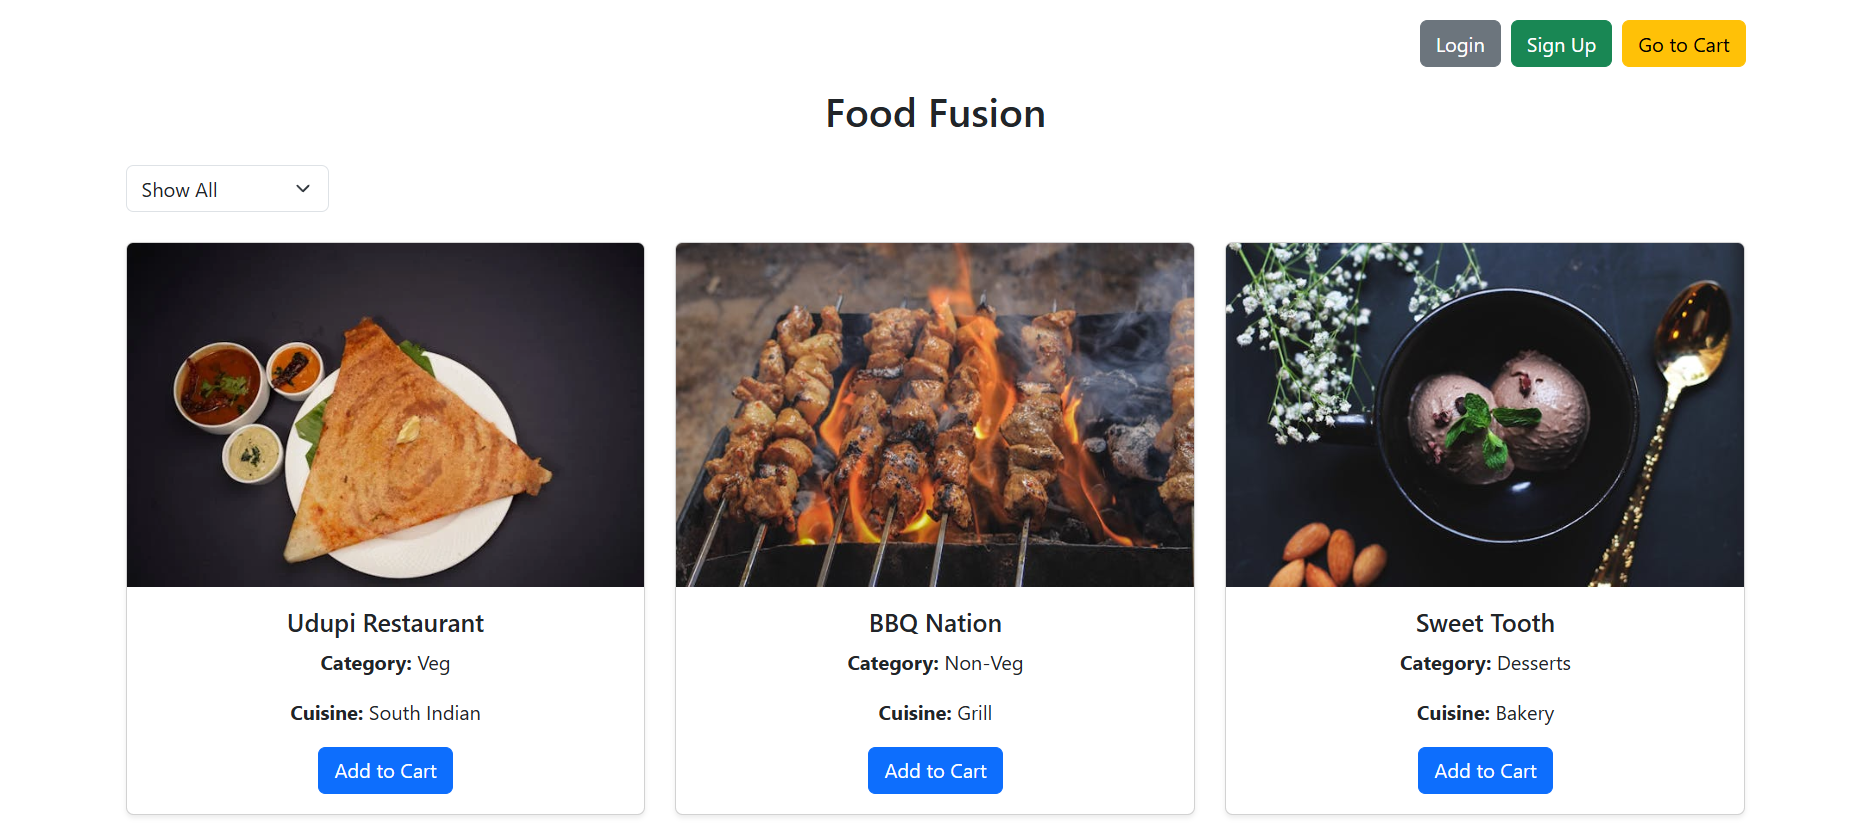 Login Sign Up Go to Cart
Food Fusion
Show All
Udupi Restaurant
Category: Veg
Cuisine: South Indian
Add to Cart
BBQ Nation
Category: Non-Veg
Cuisine: Grill
Add to Cart
Sweet Tooth
Category: Desserts
Cuisine: Bakery
Add to Cart